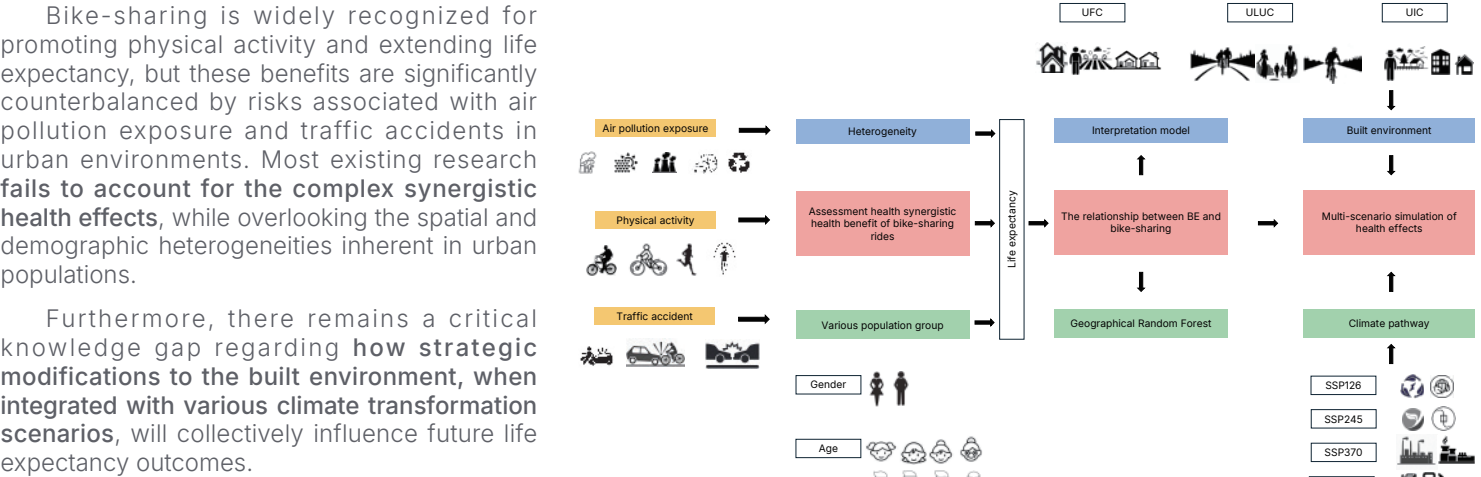 Bike-sharing is widely recognized for
promoting physical activity and extending life
expectancy, but these benefits are significantly
counterbalanced by risks associated with air
pollution exposure and traffic accidents in
urban environments. Most existing research
fails to account for the complex synergistic
health effects, while overlooking the spatial and
demographic heterogeneities inherent in urban
populations.
Furthermore, there remains a critical
knowledge gap regarding how strategic
modifications to the built environment, when
integrated with various climate transformation
scenarios, will collectively influence future life
expectancy outcomes.
UFC
ULUC
UIC
Air pollution exposure
Heterogeneity
Interpretation model
Built environment
Physical activity
Assessment health synergistic
health benefit of bike-sharing
rides
Life expectancy
The relationship between BE and
bike-sharing
Multi-scenario simulation of
health effects
Traffic accident
Various population group
Geographical Random Forest
Climate pathway
Gender
Age
SSP126
SSP245
SSP370